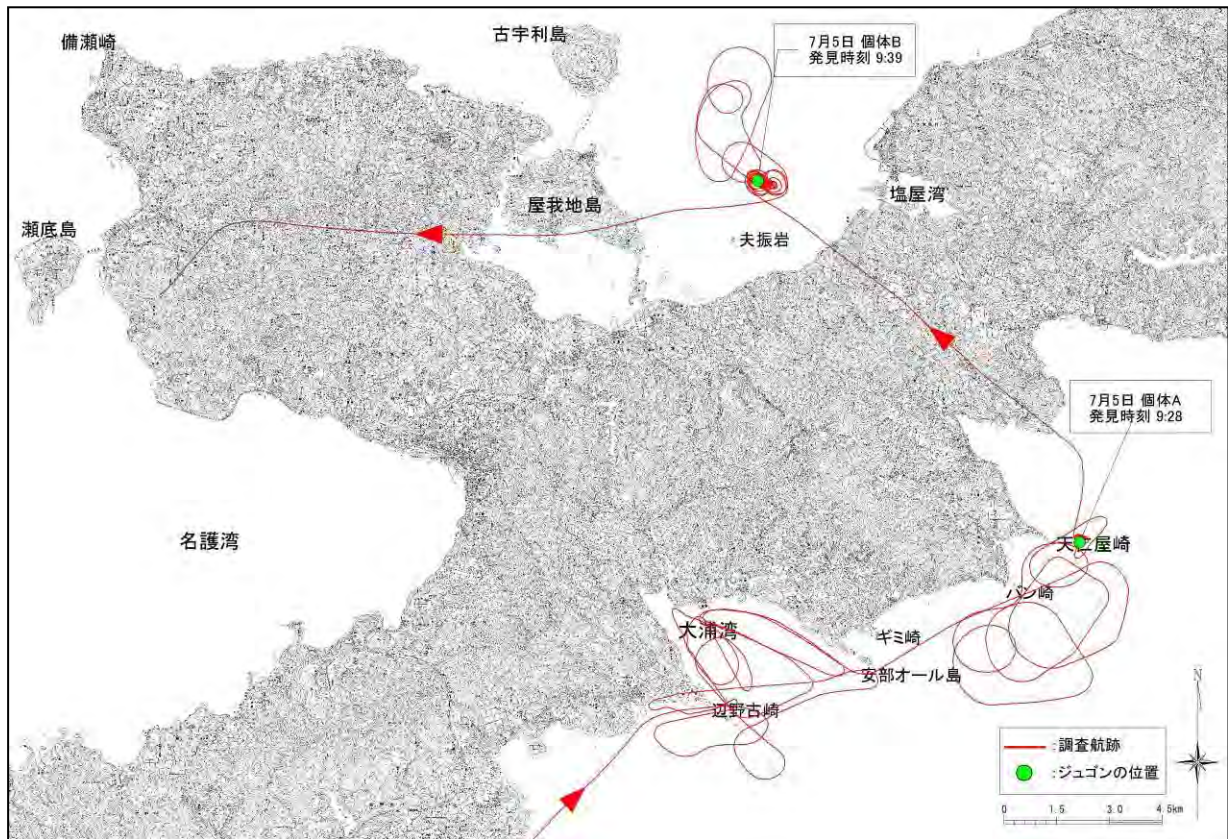 備瀬崎
古宇利島
7月5日 個体B
発見時刻 9:39
瀬底島
屋我地島
塩屋湾
夫振岩
7月5日 個体A
発見時刻 9:28
名護湾
天仁屋崎
バン崎
大浦湾
ギミ崎
安部オール島
辺野古崎
N
:調査航跡
:ジュゴンの位置
0 1.5 3.0 4.5km